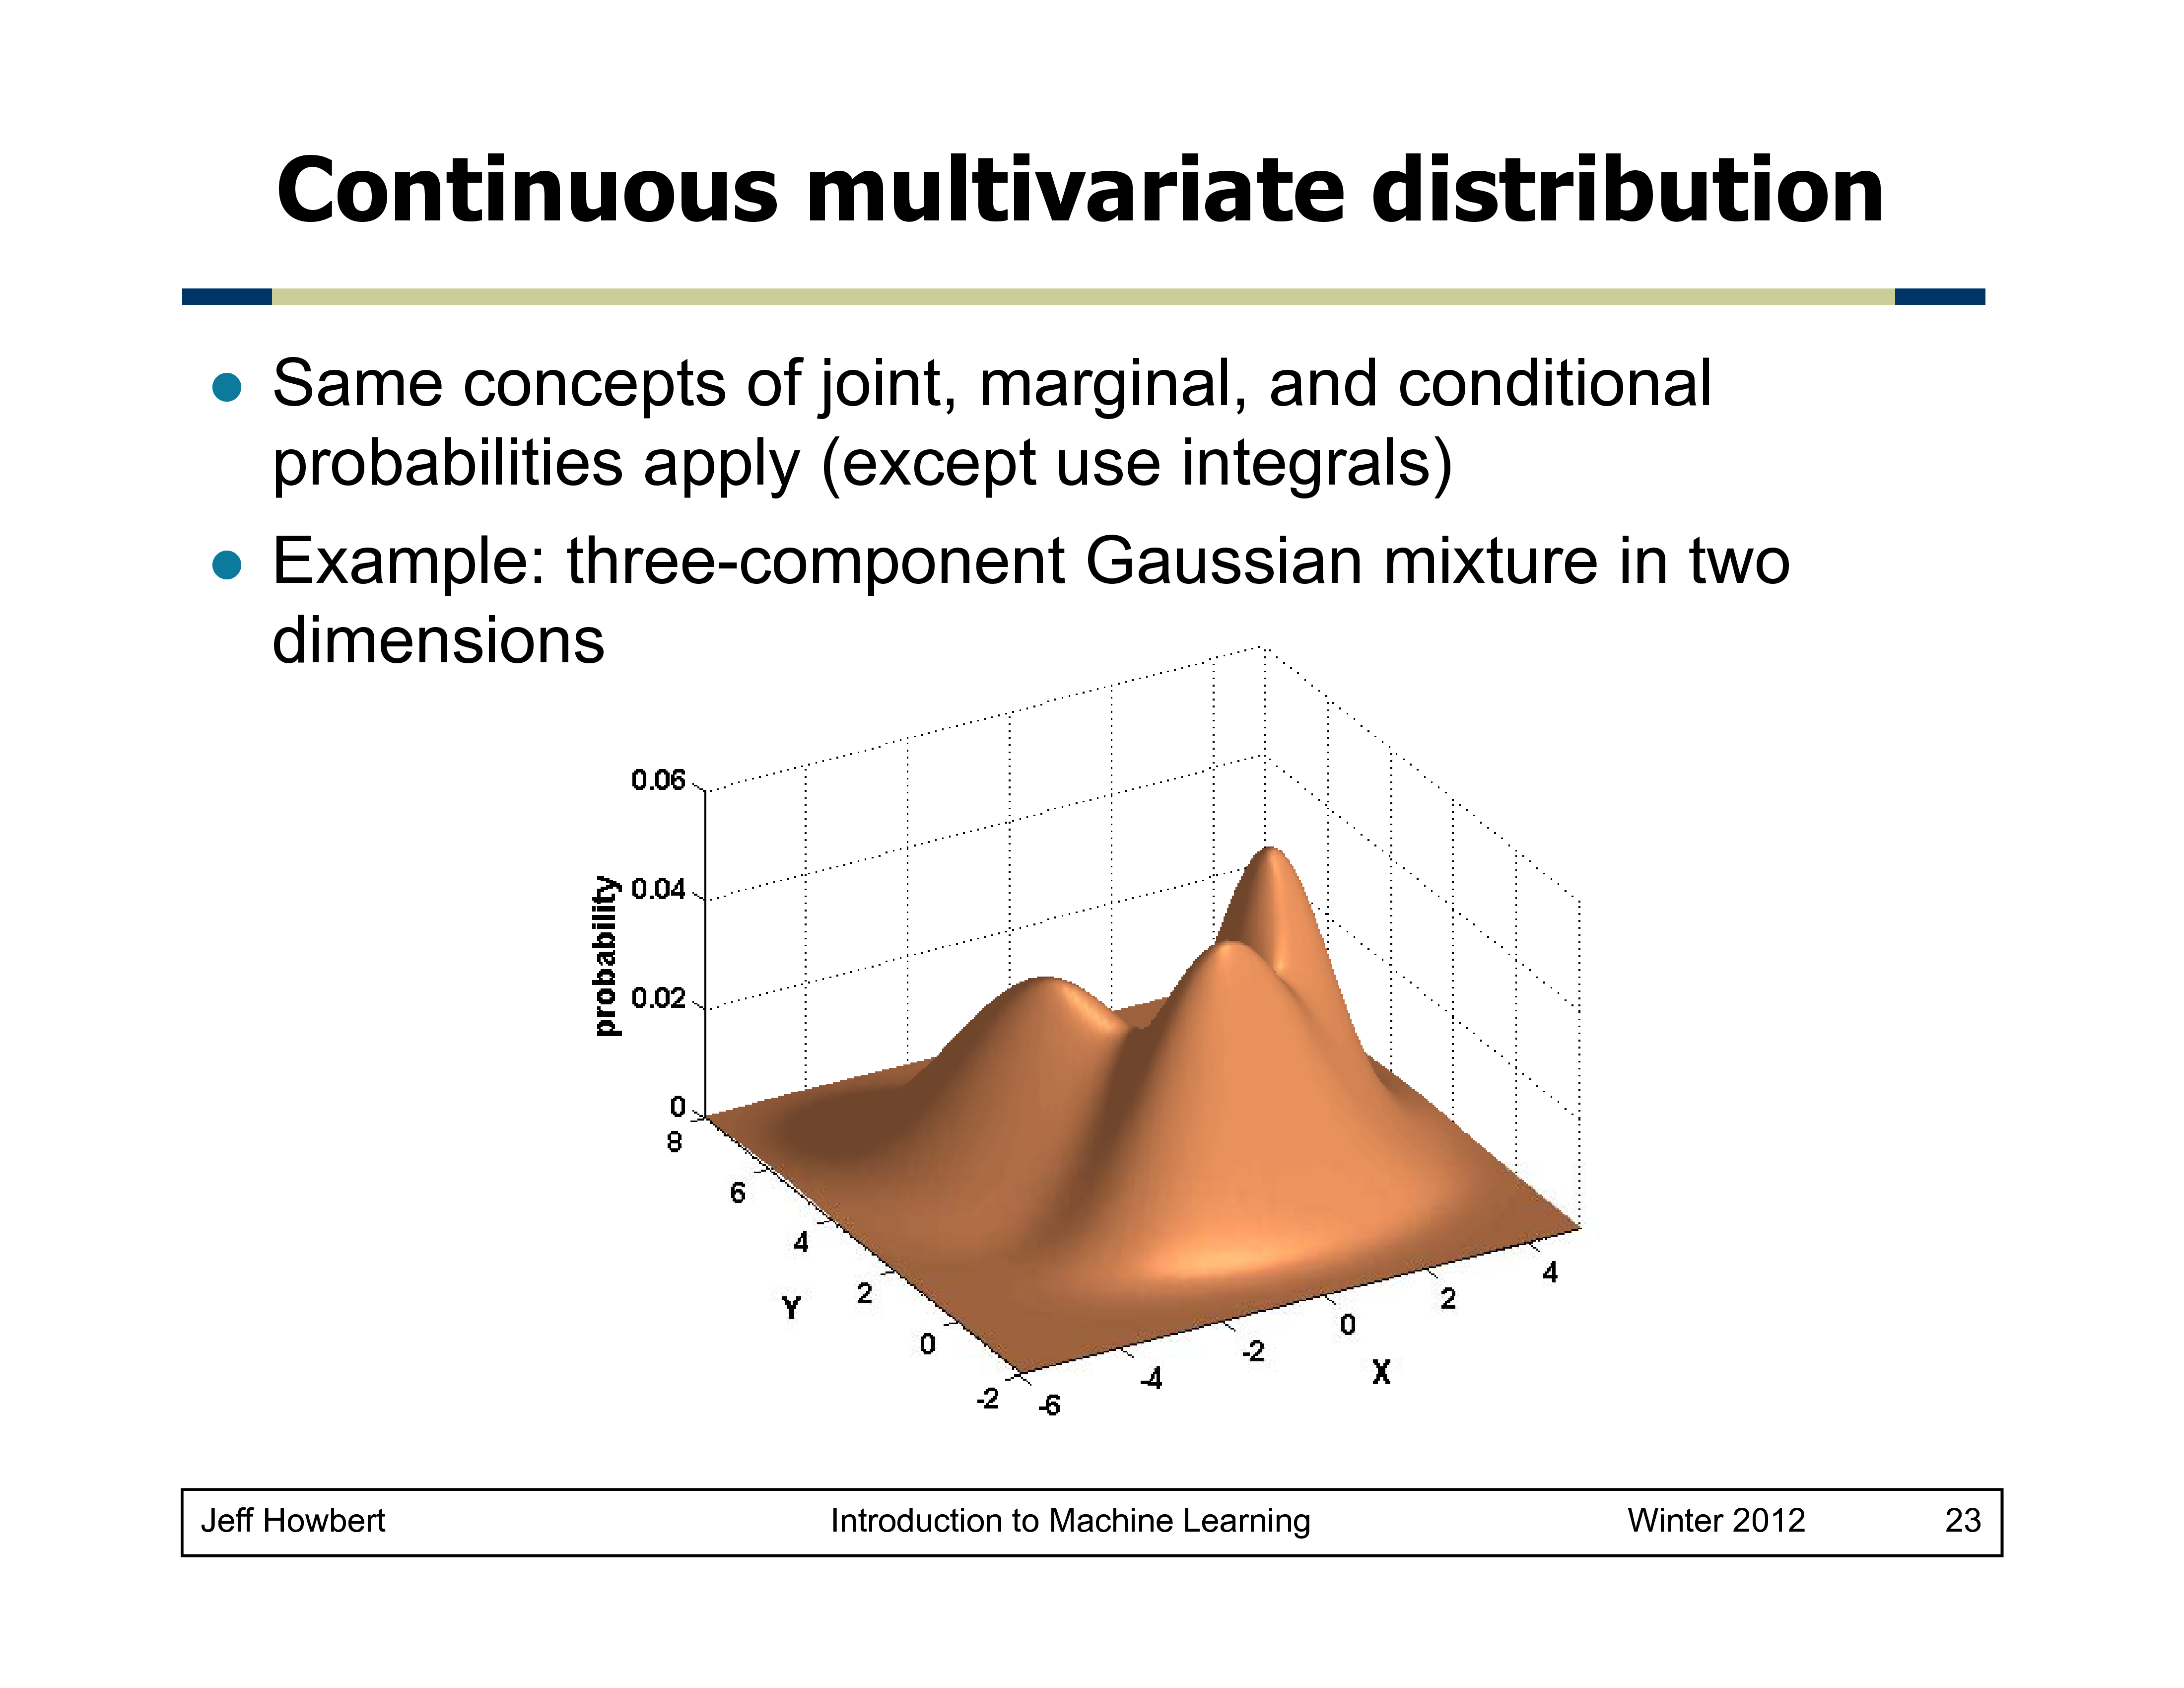 Continuous multivariate distribution
Same concepts of joint, marginal, and conditional
probabilities apply (except use integrals)
Example: three-component Gaussian mixture in two
dimensions
0.06
0.04
0.02
0
probability
8
6
4
2
0
-2
Y
-6
-4
-2
0
2
4
X
Jeff Howbert Introduction to Machine Learning Winter 2012 23